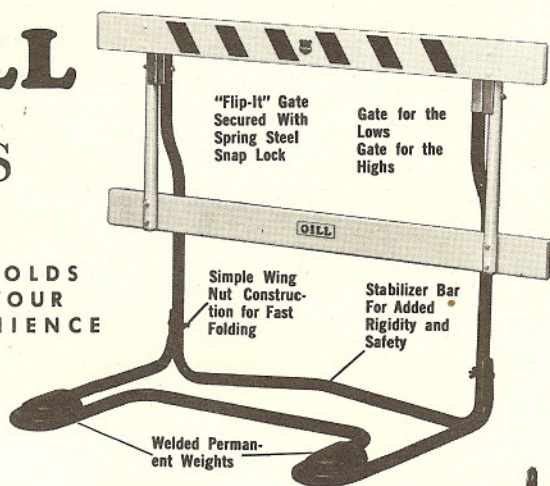 LL
S
OLDS
OUR
IENCE
"Flip-It" Gate
Secured With
Spring Steel
Snap Lock
Gate for the
Lows
Gate for the
Highs
GILL
Simple Wing
Nut Construc-
tion for Fast
Folding
Stabilizer Bar
For Added
Rigidity and
Safety
Welded Perman-
ent Weights